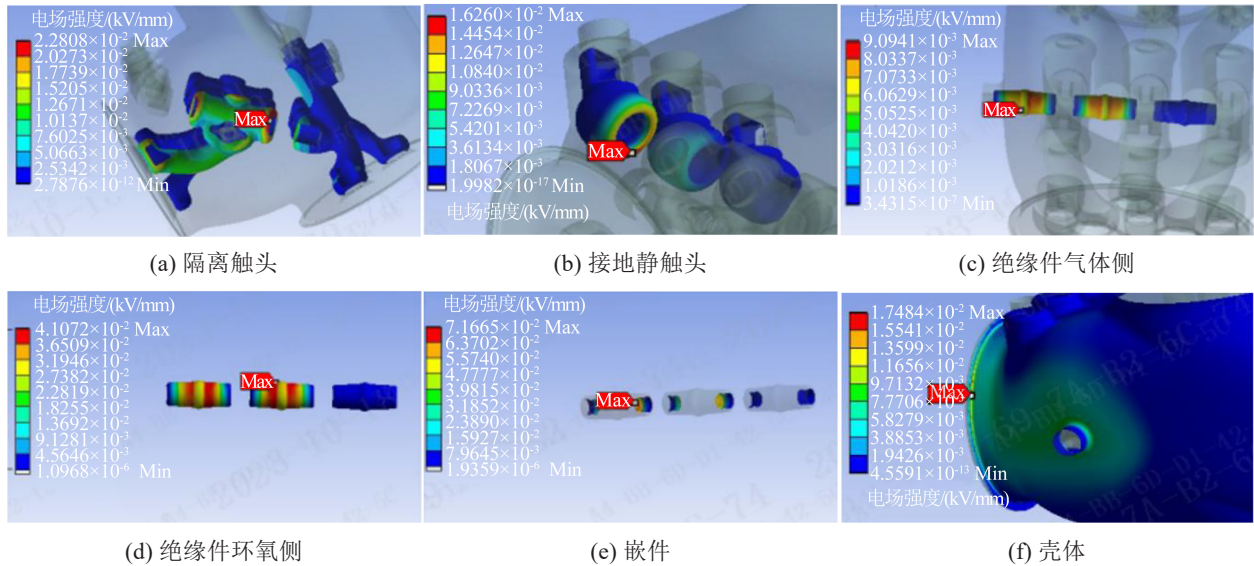 电场强度/(kV/mm)
2.2808×10⁻² Max
2.0273×10⁻²
1.7739×10⁻²
1.5205×10⁻²
1.2671×10⁻²
1.0137×10⁻²
7.6025×10⁻³
5.0663×10⁻³
2.5342×10⁻³
2.7876×10⁻¹² Min
Max
(a) 隔离触头
1.6260×10⁻² Max
1.4454×10⁻²
1.2647×10⁻²
1.0840×10⁻²
9.0336×10⁻³
7.2269×10⁻³
5.4201×10⁻³
3.6134×10⁻³
1.8067×10⁻³
1.9982×10⁻¹⁷ Min
电场强度/(kV/mm)
Max
(b) 接地静触头
电场强度/(kV/mm)
9.0941×10⁻³ Max
8.0337×10⁻³
7.0733×10⁻³
6.0629×10⁻³
5.0525×10⁻³
4.0420×10⁻³
3.0316×10⁻³
2.0212×10⁻³
1.0186×10⁻³
3.4315×10⁻⁷ Min
Max
(c) 绝缘件气体侧
电场强度/(kV/mm)
4.1072×10⁻² Max
3.6509×10⁻²
3.1946×10⁻²
2.7382×10⁻²
2.2819×10⁻²
1.8255×10⁻²
1.3692×10⁻²
9.1281×10⁻³
4.5646×10⁻³
1.0968×10⁻⁶ Min
Max
(d) 绝缘件环氧侧
电场强度/(kV/mm)
7.1665×10⁻² Max
6.3702×10⁻²
5.5740×10⁻²
4.7777×10⁻²
3.9815×10⁻²
3.1852×10⁻²
2.3890×10⁻²
1.5927×10⁻²
7.9645×10⁻³
1.9359×10⁻⁶ Min
Max
(e) 嵌件
1.7484×10⁻² Max
1.5541×10⁻²
1.3599×10⁻²
1.1656×10⁻²
9.7132×10⁻³
7.7706×10⁻³
5.8279×10⁻³
3.8853×10⁻³
1.9426×10⁻³
4.5591×10⁻¹³ Min
电场强度/(kV/mm)
Max
(f) 壳体